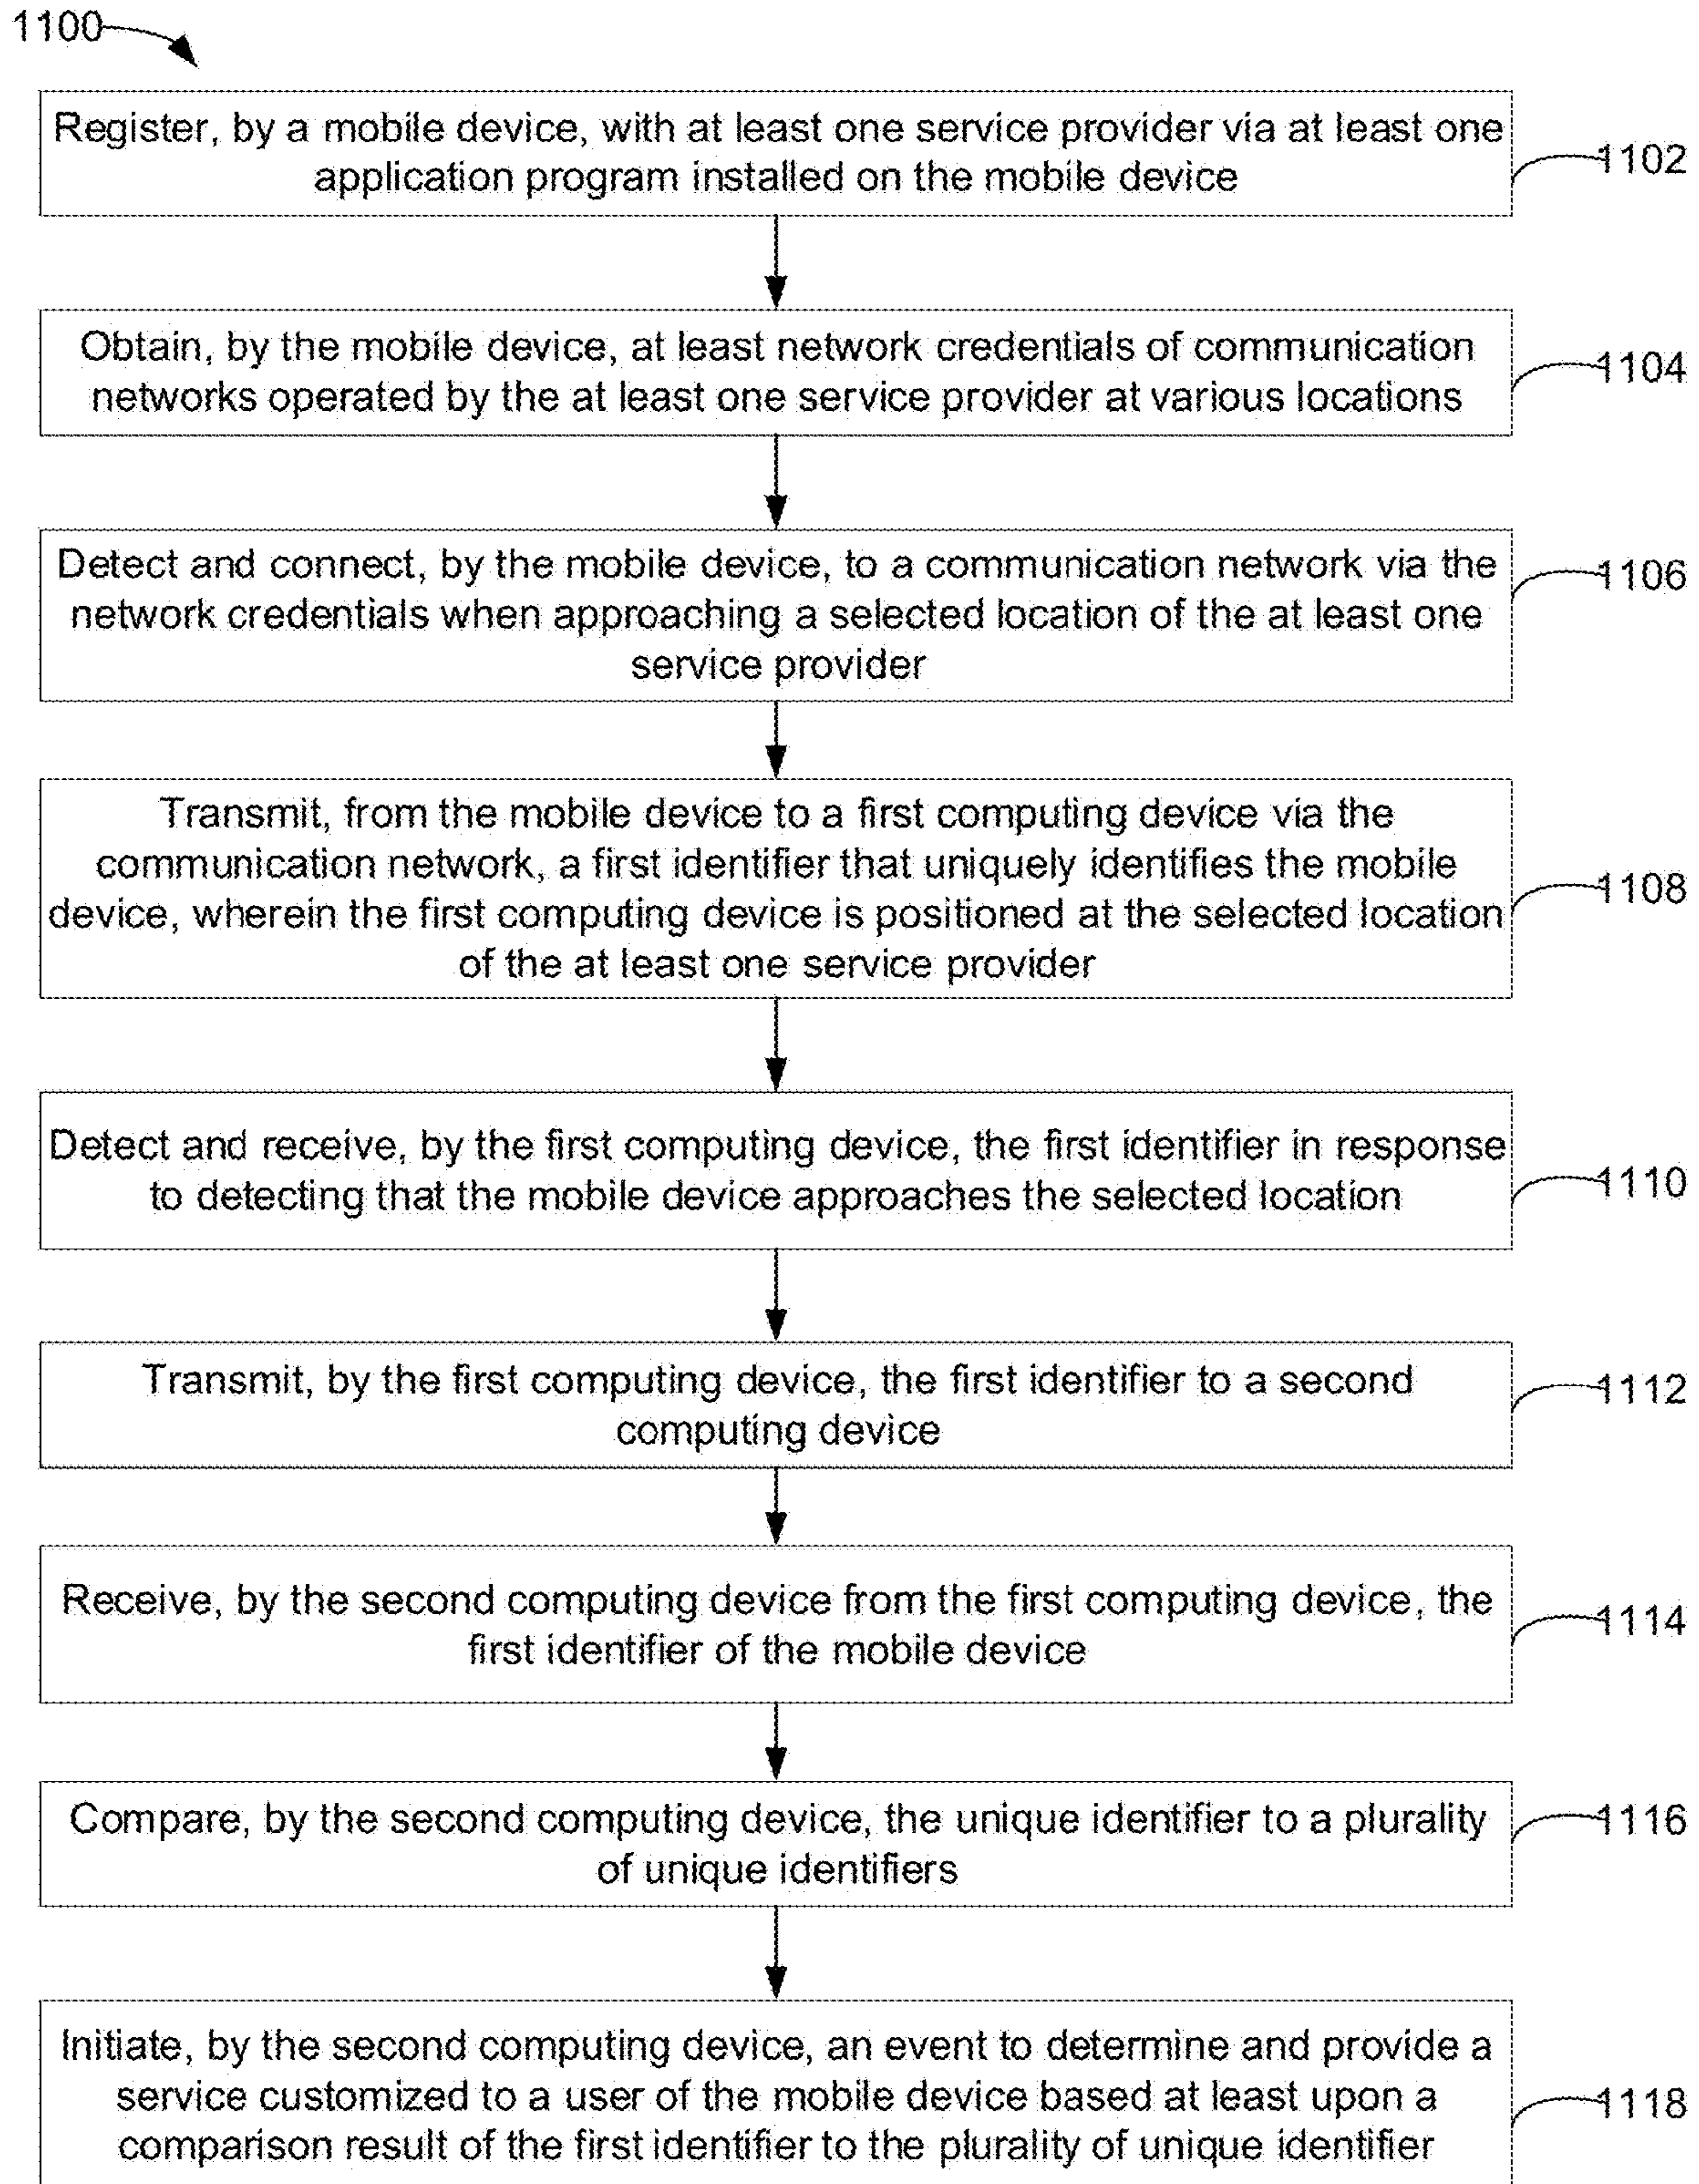 1100
Register, by a mobile device, with at least one service provider via at least one
application program installed on the mobile device
1102
Obtain, by the mobile device, at least network credentials of communication
networks operated by the at least one service provider at various locations
1104
Detect and connect, by the mobile device, to a communication network via the
network credentials when approaching a selected location of the at least one
service provider
1106
Transmit, from the mobile device to a first computing device via the
communication network, a first identifier that uniquely identifies the mobile
device, wherein the first computing device is positioned at the selected location
of the at least one service provider
1108
Detect and receive, by the first computing device, the first identifier in response
to detecting that the mobile device approaches the selected location
1110
Transmit, by the first computing device, the first identifier to a second
computing device
1112
Receive, by the second computing device from the first computing device, the
first identifier of the mobile device
1114
Compare, by the second computing device, the unique identifier to a plurality
of unique identifiers
1116
Initiate, by the second computing device, an event to determine and provide a
service customized to a user of the mobile device based at least upon a
comparison result of the first identifier to the plurality of unique identifier
1118